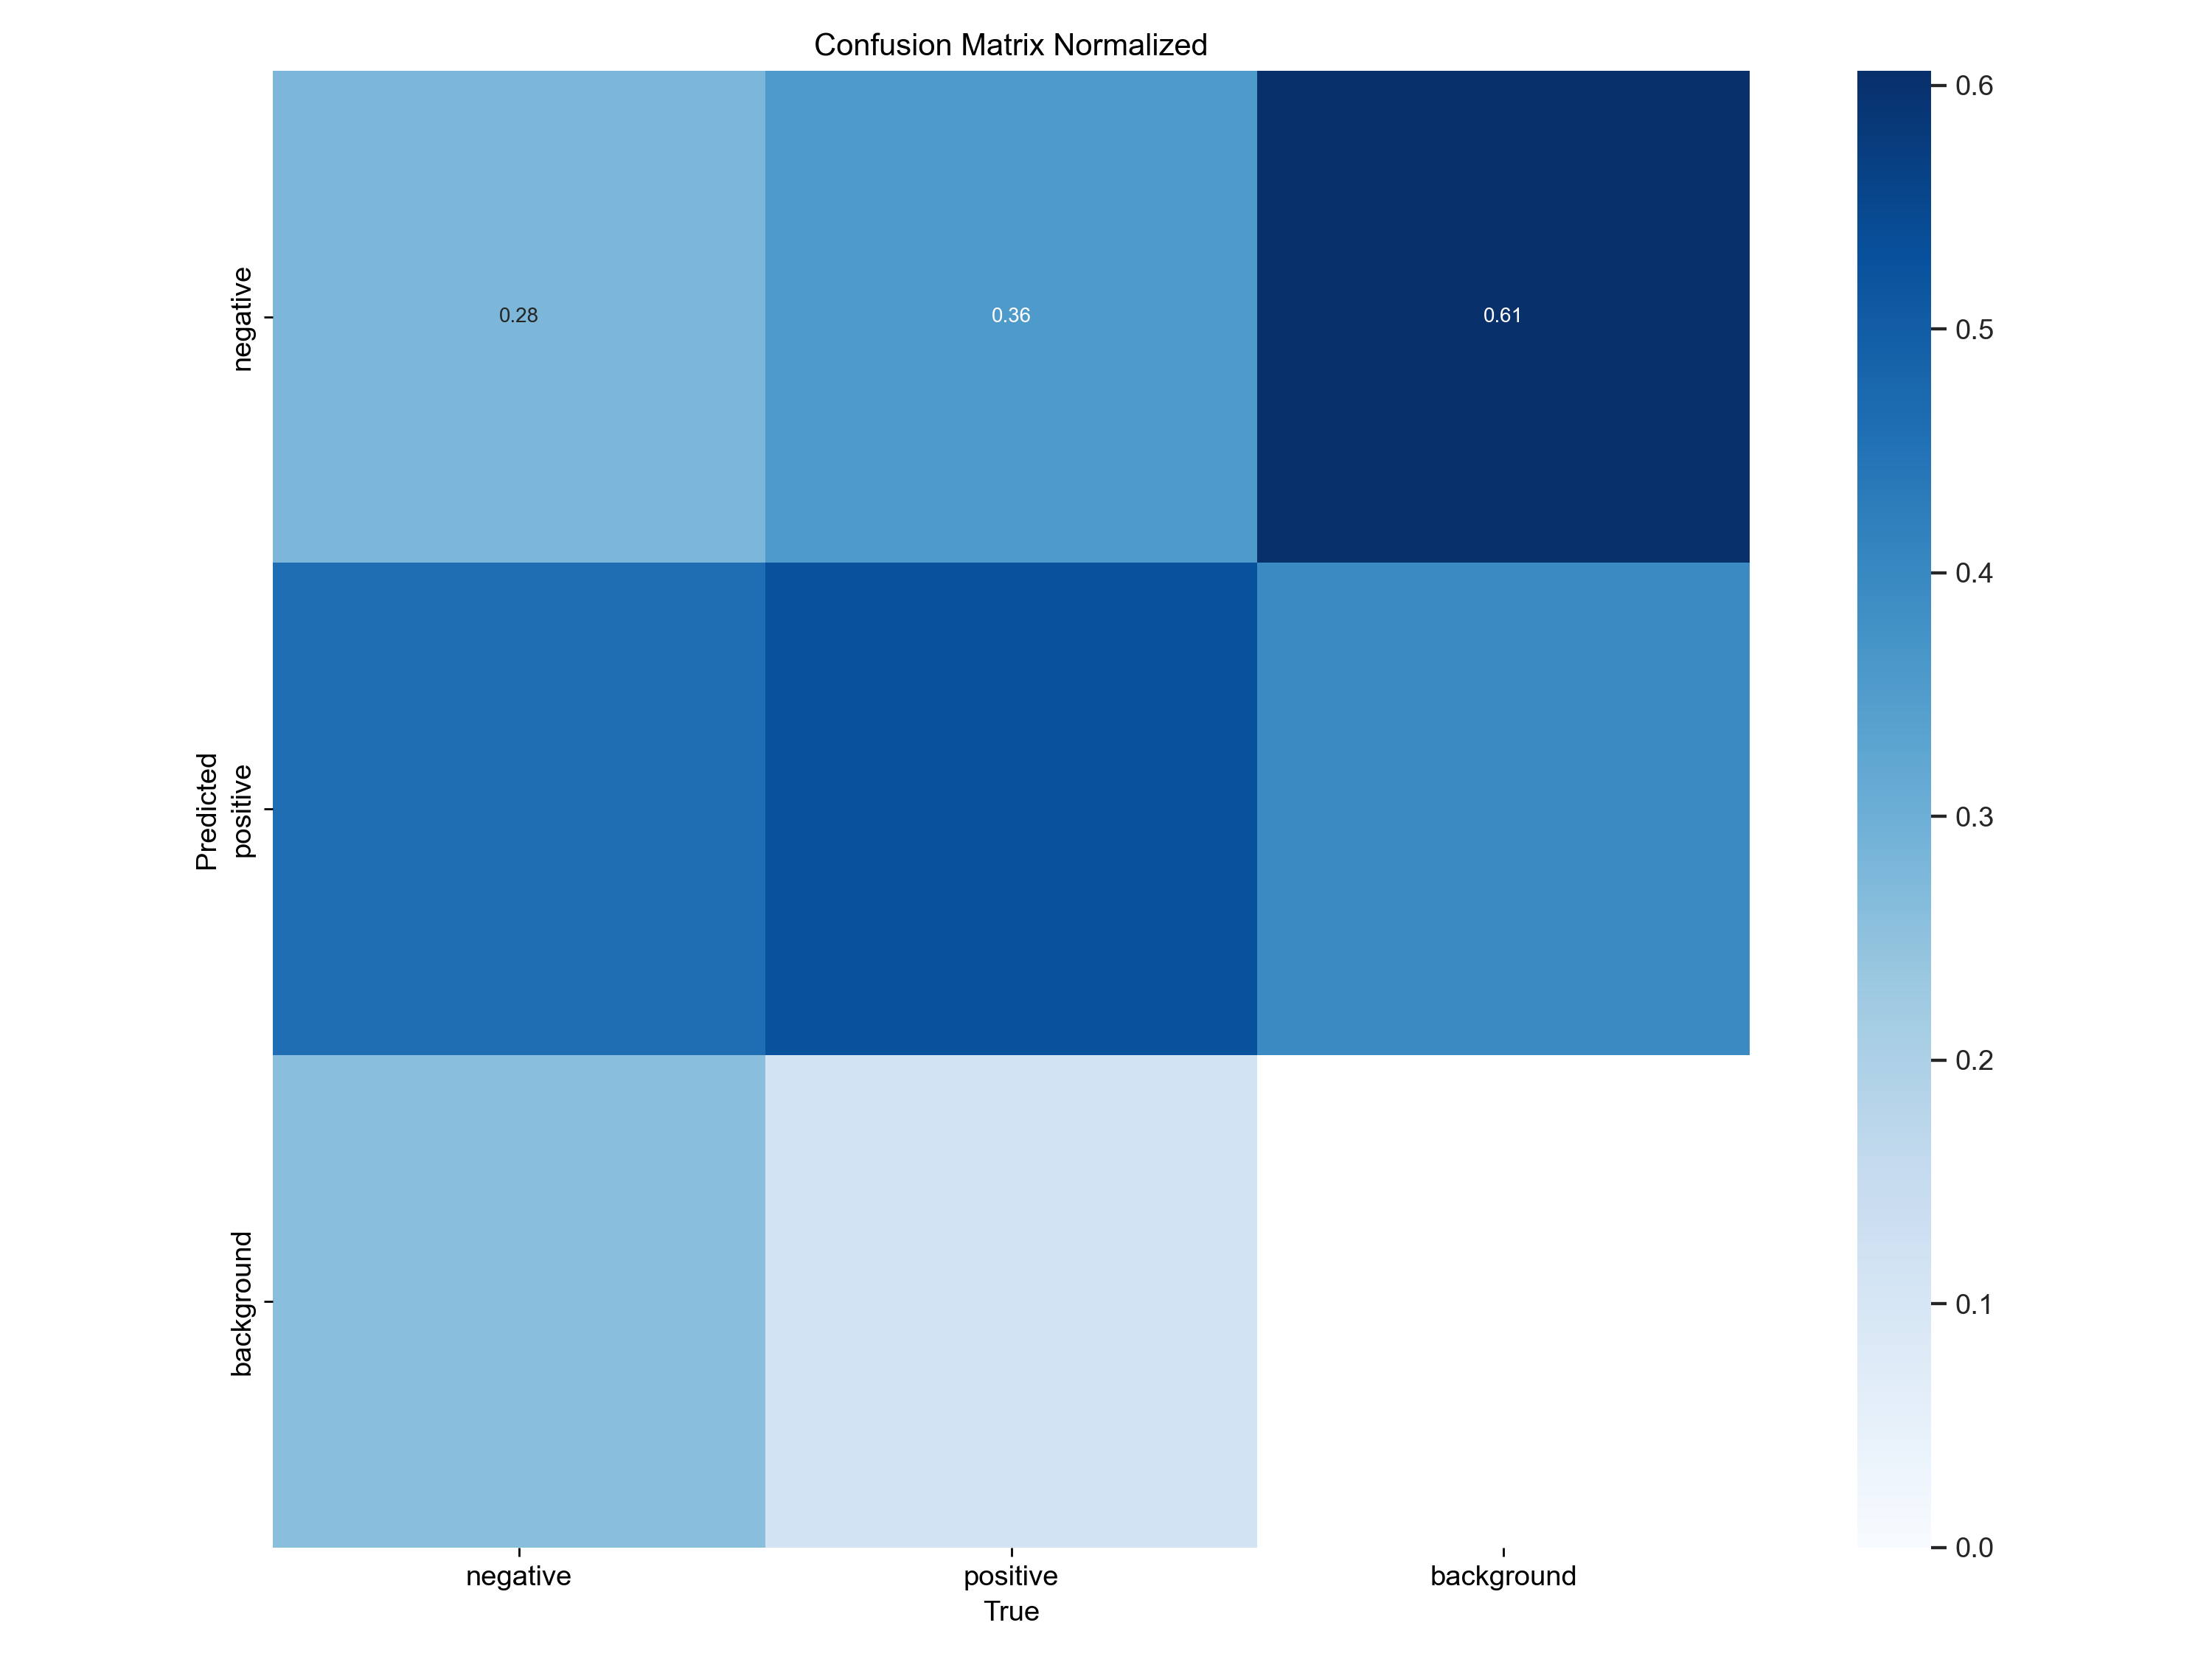 Confusion Matrix Normalized
negative
0.28
0.36
0.61
Predicted
positive
background
negative
positive
background
True
0.6
0.5
0.4
0.3
0.2
0.1
0.0